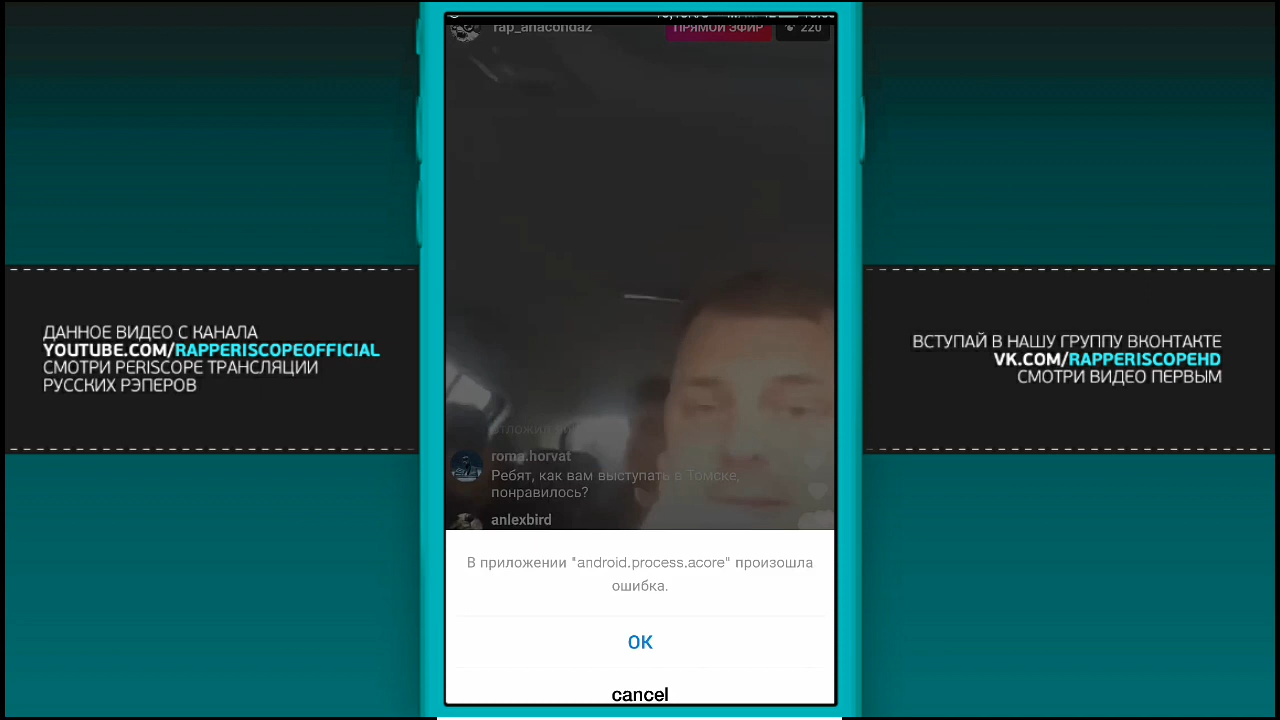 rap_anacondaz
ПРЯМОЙ ЭФИР
220
ДАННОЕ ВИДЕО С КАНАЛА
YOUTUBE.COM/RAPPERISCOPEOFFICIAL
СМОТРИ PERISCOPE ТРАНСЛЯЦИИ
РУССКИХ РЭПЕРОВ
ВСТУПАЙ В НАШУ ГРУППУ ВКОНТАКТЕ
VK.COM/RAPPERISCOPEHD
СМОТРИ ВИДЕО ПЕРВЫМ
roma.horvat
Ребят, как вам выступать в Томске,
понравилось?
anlexbird
В приложении "android.process.acore" произошла
ошибка.
OK
cancel